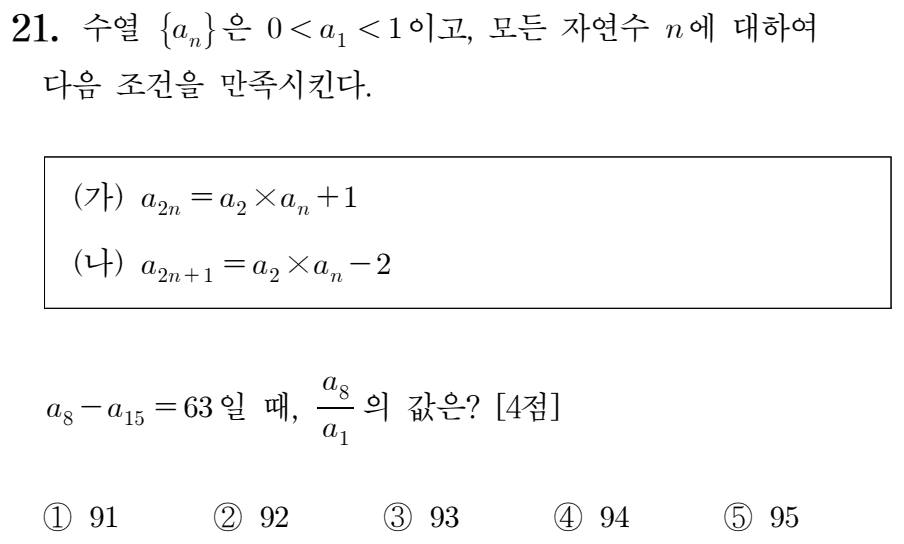 21. 수열 {aₙ}은 0 < a₁ < 1이고, 모든 자연수 n에 대하여
다음 조건을 만족시킨다.
(가) a₂ₙ = a₂ × aₙ + 1
(나) a₂ₙ₊₁ = a₂ × aₙ − 2
a₈ − a₁₅ = 63일 때, a₈/a₁의 값은? [4점]
① 91 ② 92 ③ 93 ④ 94 ⑤ 95